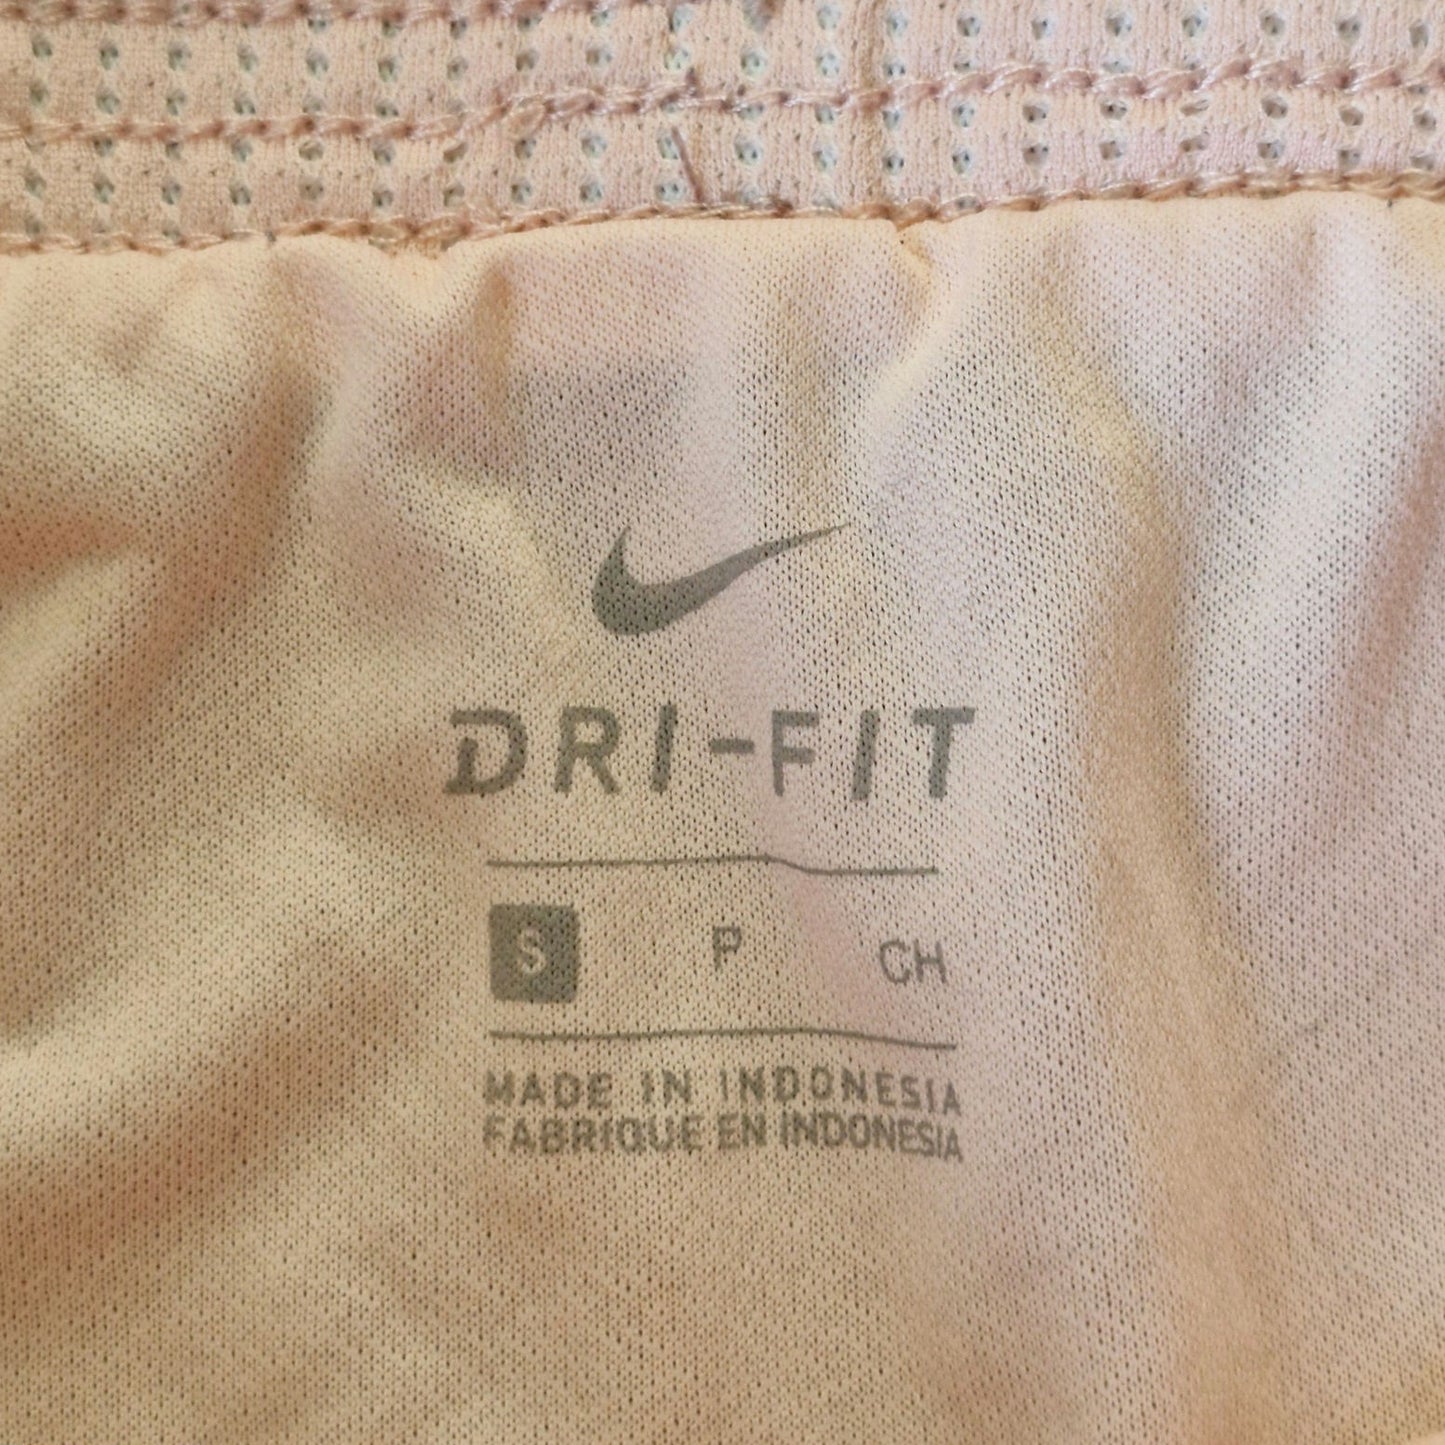 DRI-FIT
S P CH
MADE IN INDONESIA
FABRIQUE EN INDONESIA